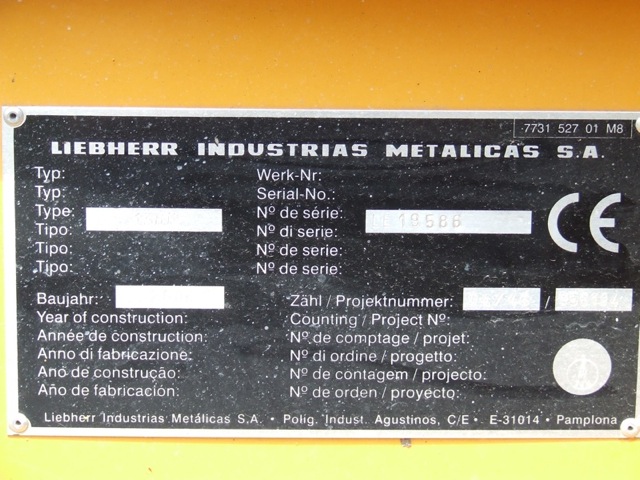 7731 527 01 M8
LIEBHERR INDUSTRIAS METALICAS S.A.
Typ: Werk-Nr:
Typ: Serial-No.:
Type: Nº de série:
Tipo: Nº di serie: 18586
Tipo: Nº de serie:
Tipo: Nº de serie:
CE
Baujahr: Zähl / Projektnummer: /
Year of construction: Counting / Project Nº:
Année de construction: Nº de comptage / projet:
Anno di fabricazione: Nº di ordine / progetto:
Ano de construção: Nº de contagem / projecto:
Año de fabricación: Nº de orden / proyecto:
Liebherr Industrias Metálicas S.A. • Polig. Indust. Agustinos, C/E • E-31014 • Pamplona